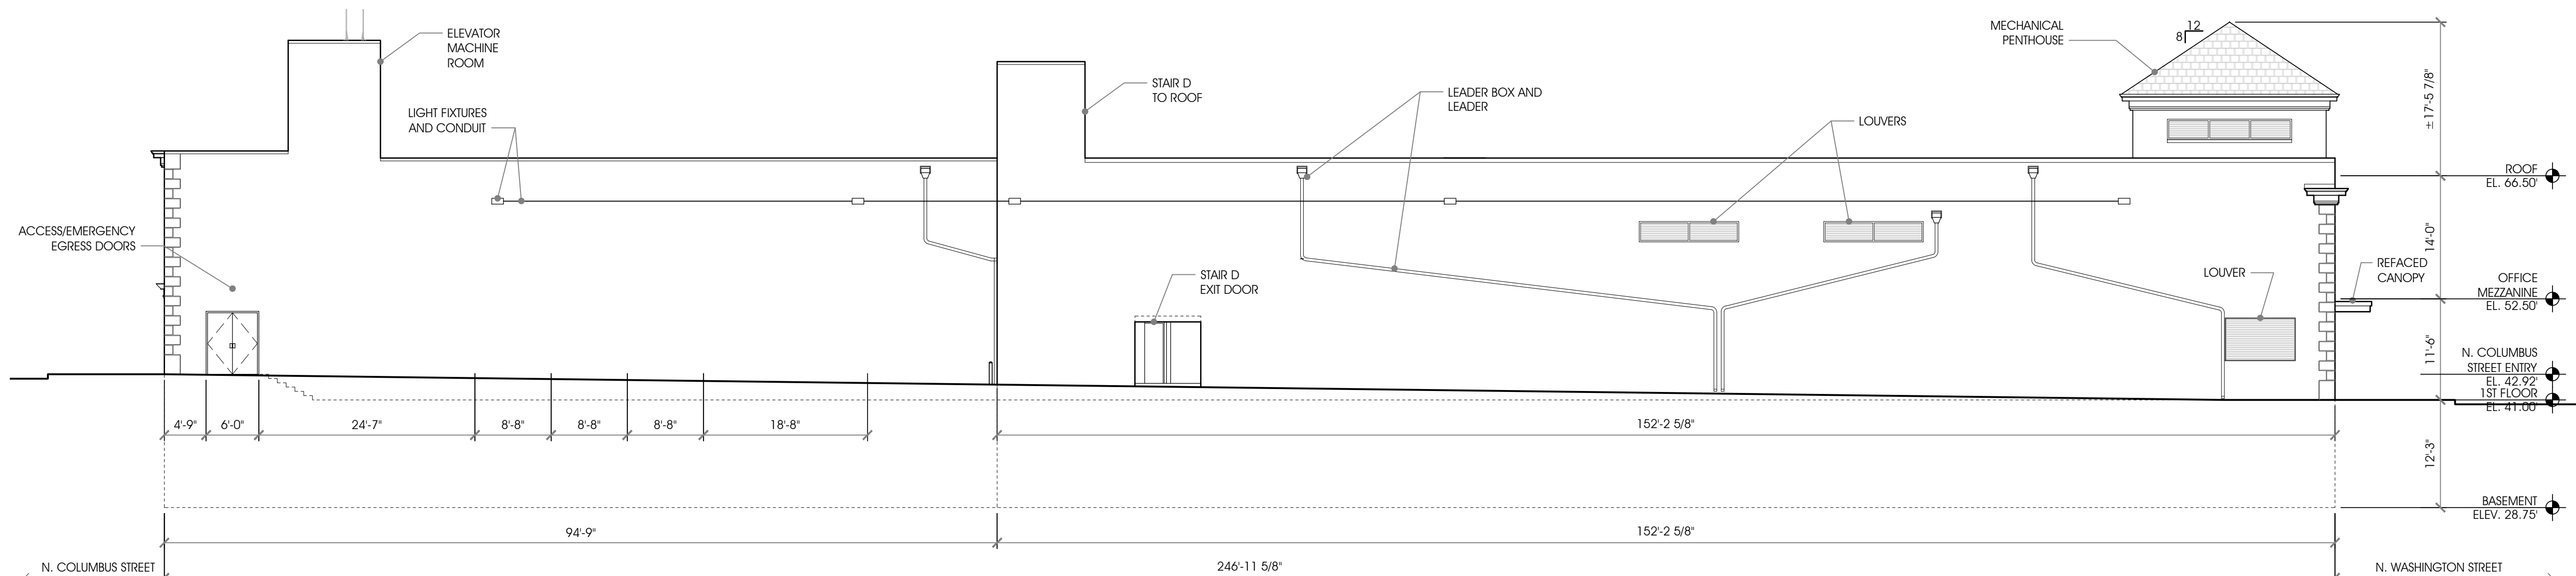 ELEVATOR
MACHINE
ROOM
LIGHT FIXTURES
AND CONDUIT
ACCESS/EMERGENCY
EGRESS DOORS
STAIR D
TO ROOF
STAIR D
EXIT DOOR
LEADER BOX AND
LEADER
LOUVERS
MECHANICAL
PENTHOUSE
12
8
LOUVER
REFACED
CANOPY
±17'-5 7/8"
14'-0"
11'-6"
12'-3"
ROOF
EL. 66.50'
OFFICE
MEZZANINE
EL. 52.50'
N. COLUMBUS
STREET ENTRY
EL. 42.92'
1ST FLOOR
EL. 41.00'
BASEMENT
ELEV. 28.75'
4'-9" 6'-0" 24'-7" 8'-8" 8'-8" 8'-8" 18'-8" 152'-2 5/8"
94'-9" 152'-2 5/8"
N. COLUMBUS STREET 246'-11 5/8" N. WASHINGTON STREET